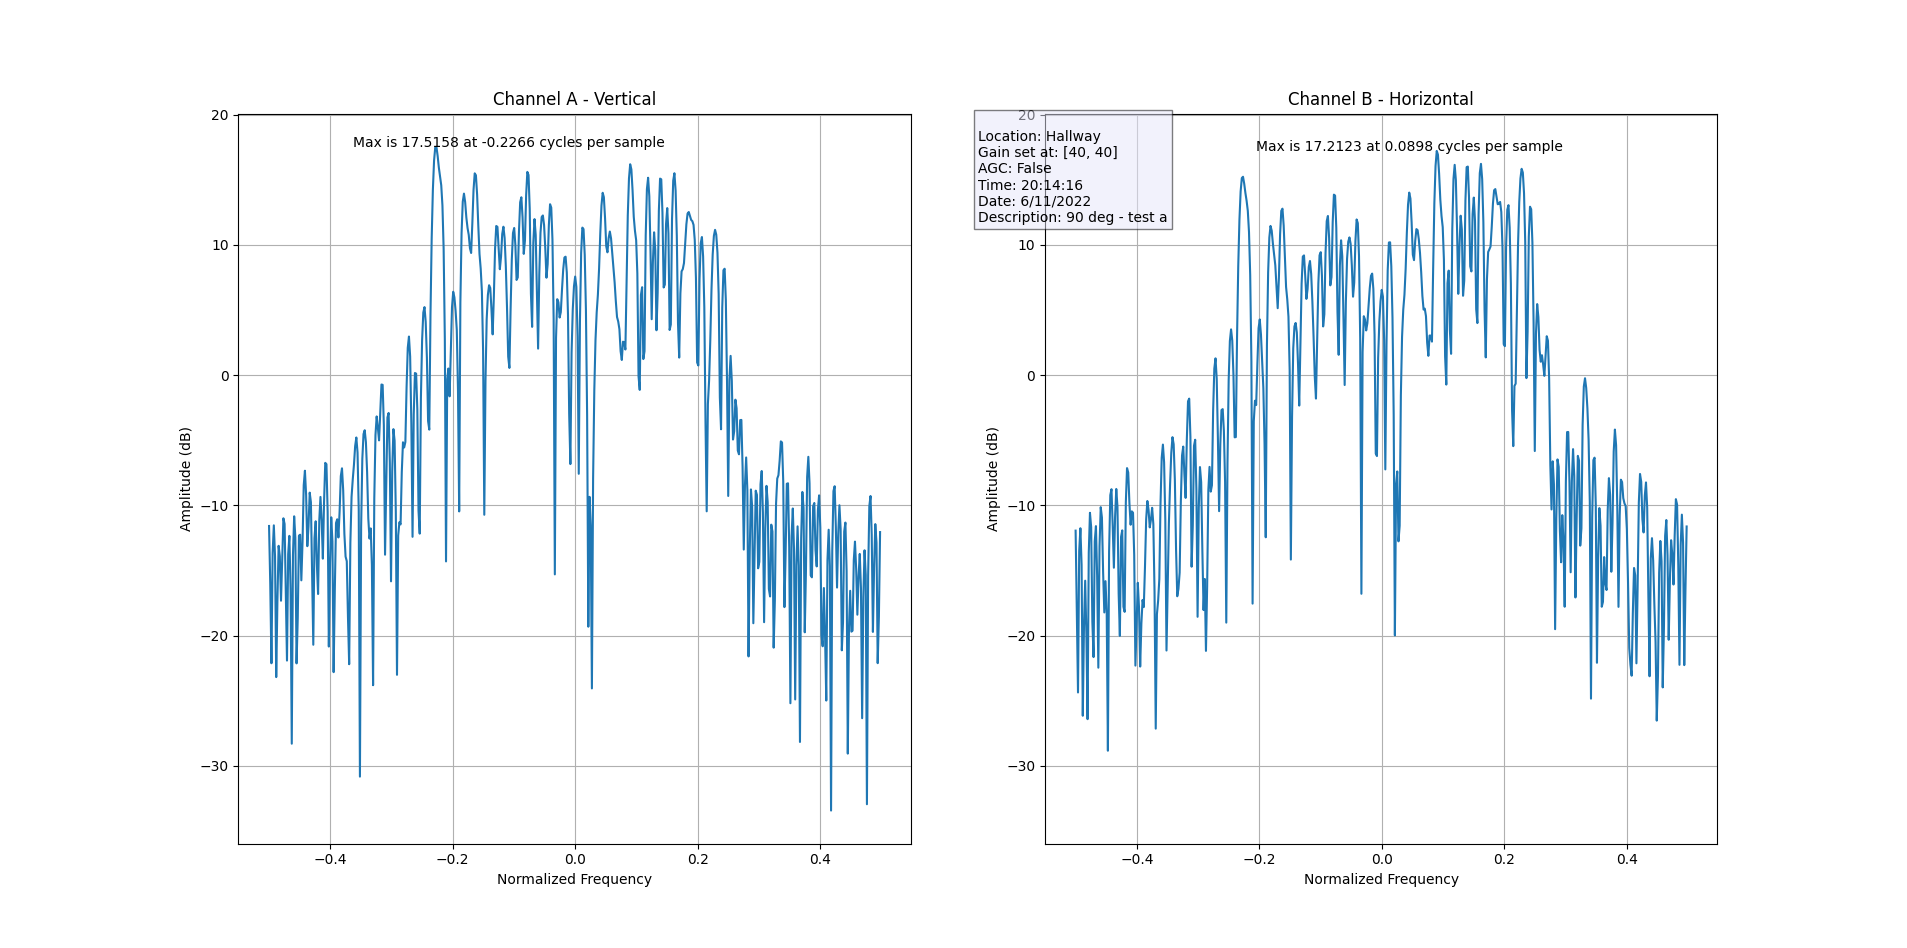 Channel A - Vertical
20
Max is 17.5158 at -0.2266 cycles per sample
10
0
−10
−20
−30
Amplitude (dB)
−0.4
−0.2
0.0
0.2
0.4
Normalized Frequency
Channel B - Horizontal
20
Max is 17.2123 at 0.0898 cycles per sample
Location: Hallway
Gain set at: [40, 40]
AGC: False
Time: 20:14:16
Date: 6/11/2022
Description: 90 deg - test a
10
0
−10
−20
−30
Amplitude (dB)
−0.4
−0.2
0.0
0.2
0.4
Normalized Frequency